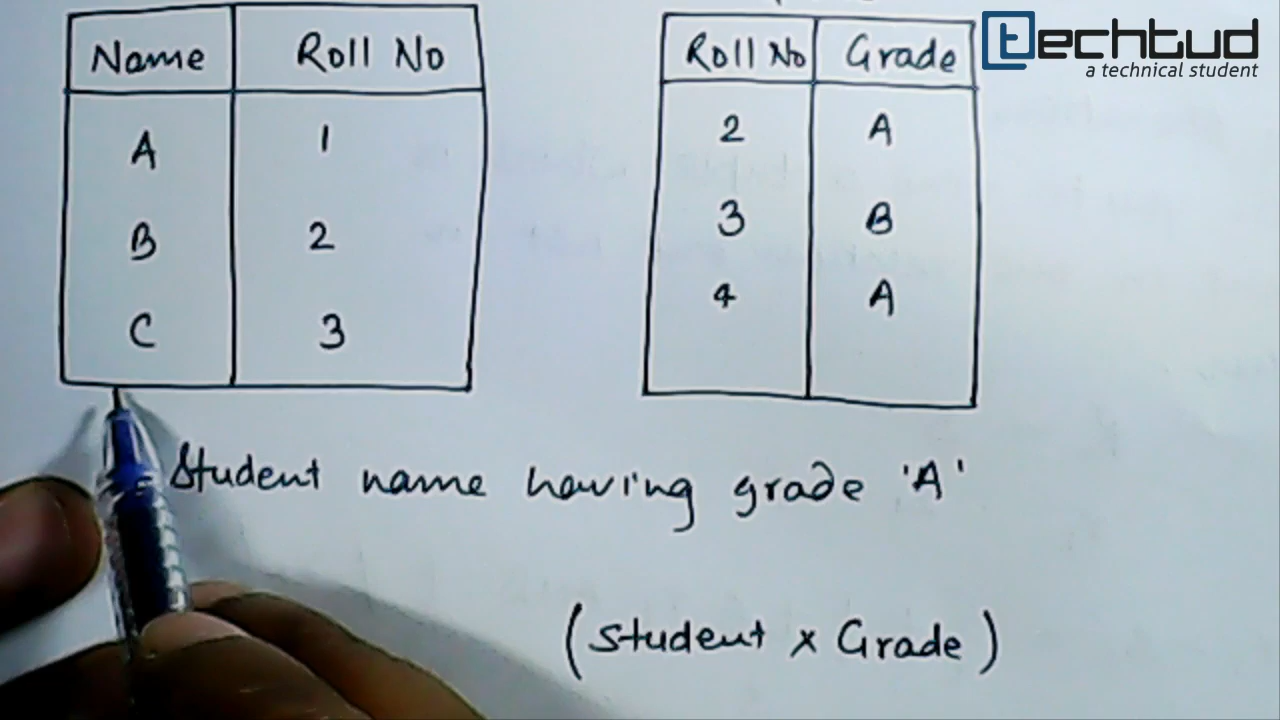 Name Roll No
A 1
B 2
C 3
Roll No Grade
2 A
3 B
4 A
techtud
a technical student
Student name having grade 'A'
(Student × Grade)